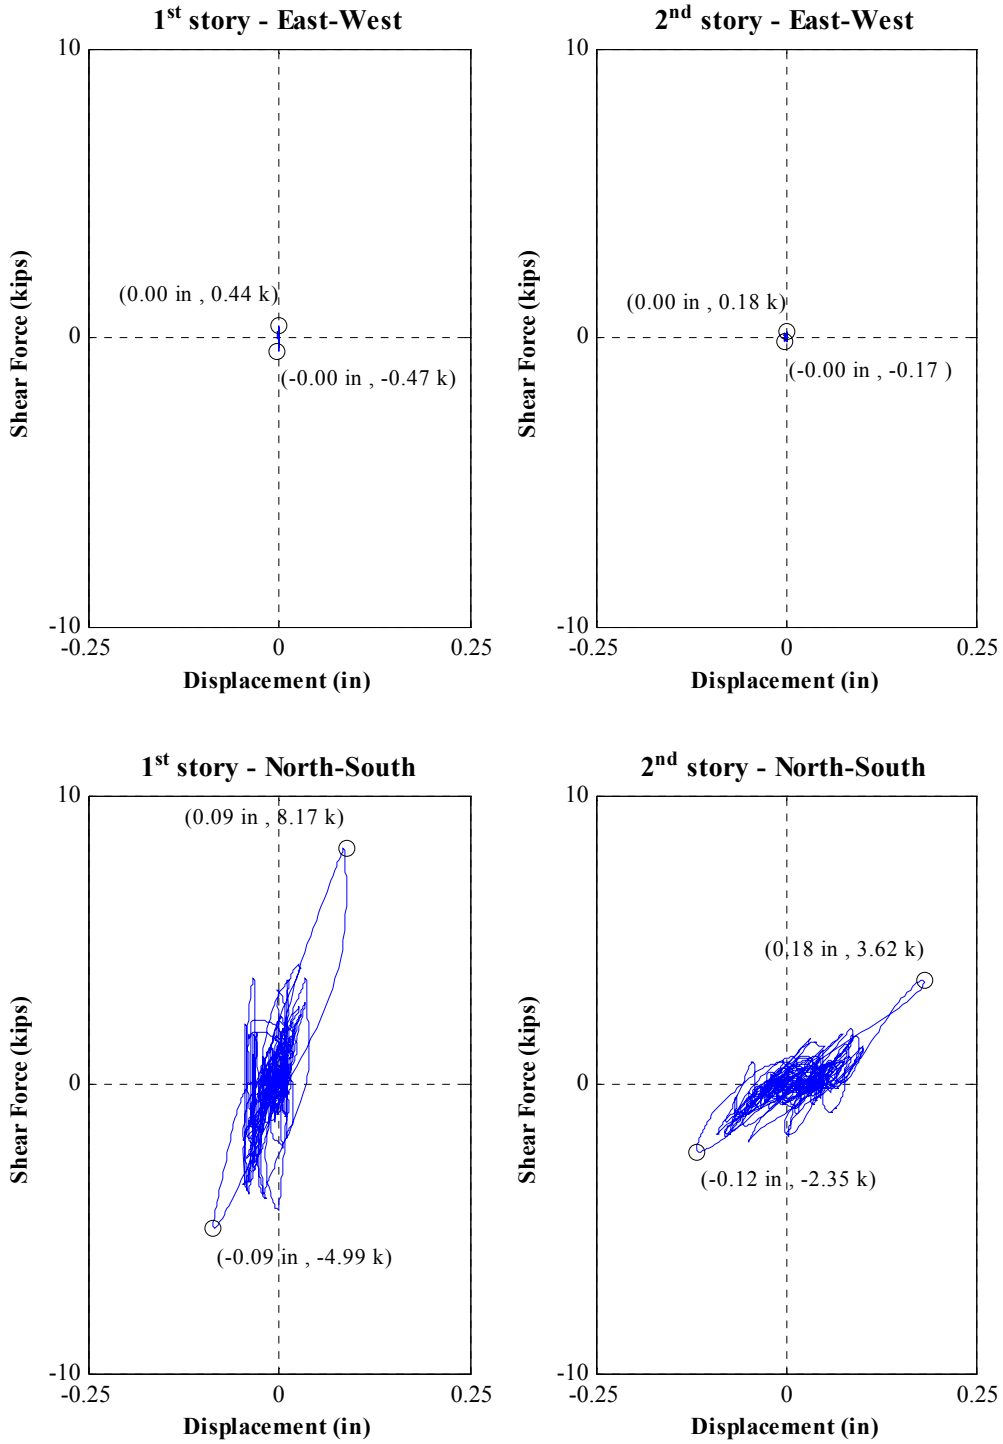 1st story - East-West
10
0
-10
-0.25
0
0.25
Shear Force (kips)
Displacement (in)
(0.00 in , 0.44 k)
(-0.00 in , -0.47 k)
2nd story - East-West
10
0
-10
-0.25
0
0.25
Shear Force (kips)
Displacement (in)
(0.00 in , 0.18 k)
(-0.00 in , -0.17 )
1st story - North-South
10
0
-10
-0.25
0
0.25
Shear Force (kips)
Displacement (in)
(0.09 in , 8.17 k)
(-0.09 in , -4.99 k)
2nd story - North-South
10
0
-10
-0.25
0
0.25
Shear Force (kips)
Displacement (in)
(0.18 in , 3.62 k)
(-0.12 in , -2.35 k)